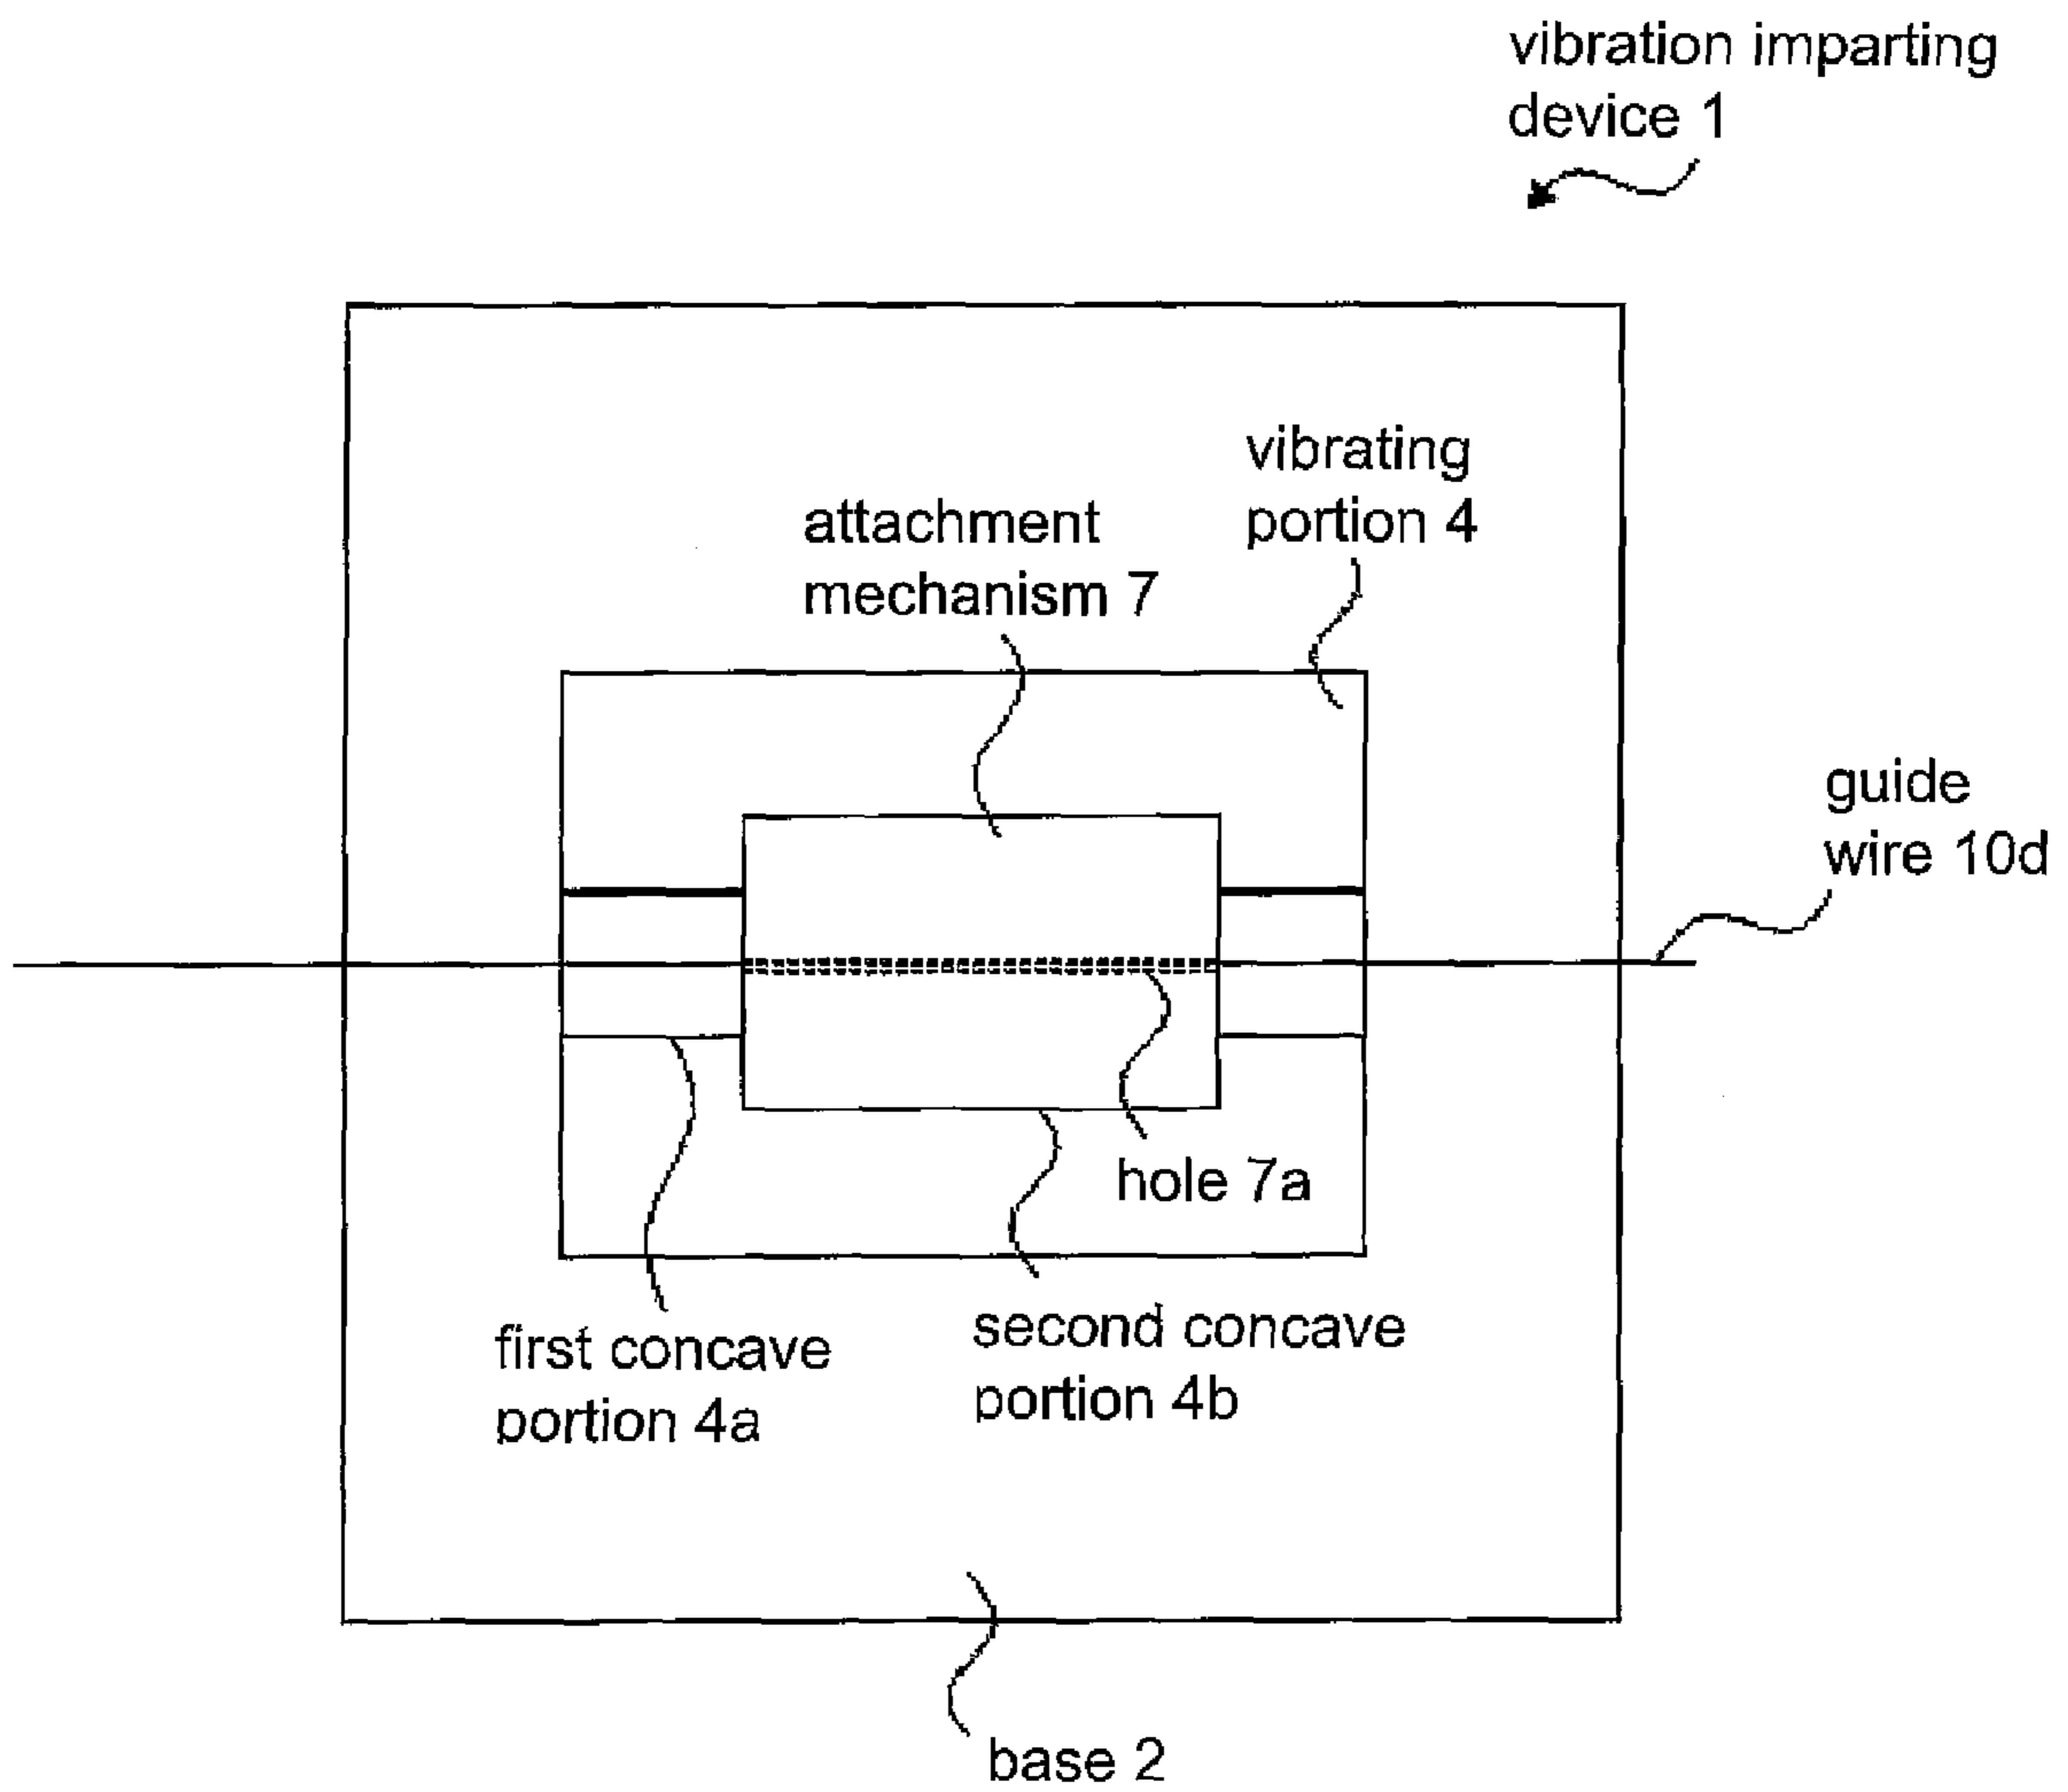 vibration imparting
device 1
vibrating
portion 4
attachment
mechanism 7
guide
wire 10d
hole 7a
first concave
portion 4a
second concave
portion 4b
base 2